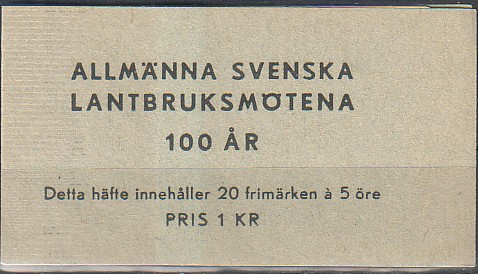 ALLMÄNNA SVENSKA
LANTBRUKSMÖTENA
100 ÅR
Detta häfte innehåller 20 frimärken à 5 öre
PRIS 1 KR